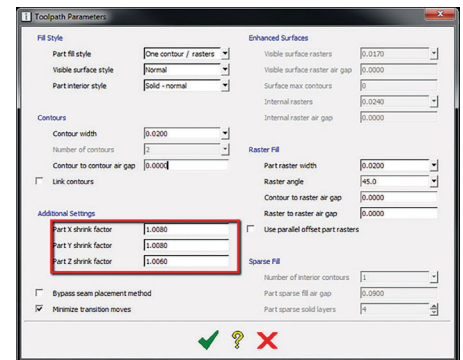 Toolpath Parameters
Fill Style
Part fill style One contour / rasters
Visible surface style Normal
Part interior style Solid - normal
Contours
Contour width 0.0200
Number of contours 2
Contour to contour air gap 0.0000
Link contours
Additional Settings
Part X shrink factor 1.0080
Part Y shrink factor 1.0080
Part Z shrink factor 1.0060
Bypass seam placement method
Minimize transition moves
Enhanced Surfaces
Visible surface rasters 0.0170
Visible surface raster air gap 0.0000
Surface max contours 0
Internal rasters 0.0240
Internal raster air gap 0.0000
Raster Fill
Part raster width 0.0200
Raster angle 45.0
Contour to raster air gap 0.0000
Raster to raster air gap 0.0000
Use parallel offset part rasters
Sparse Fill
Number of interior contours 1
Part sparse fill air gap 0.0900
Part sparse solid layers 4